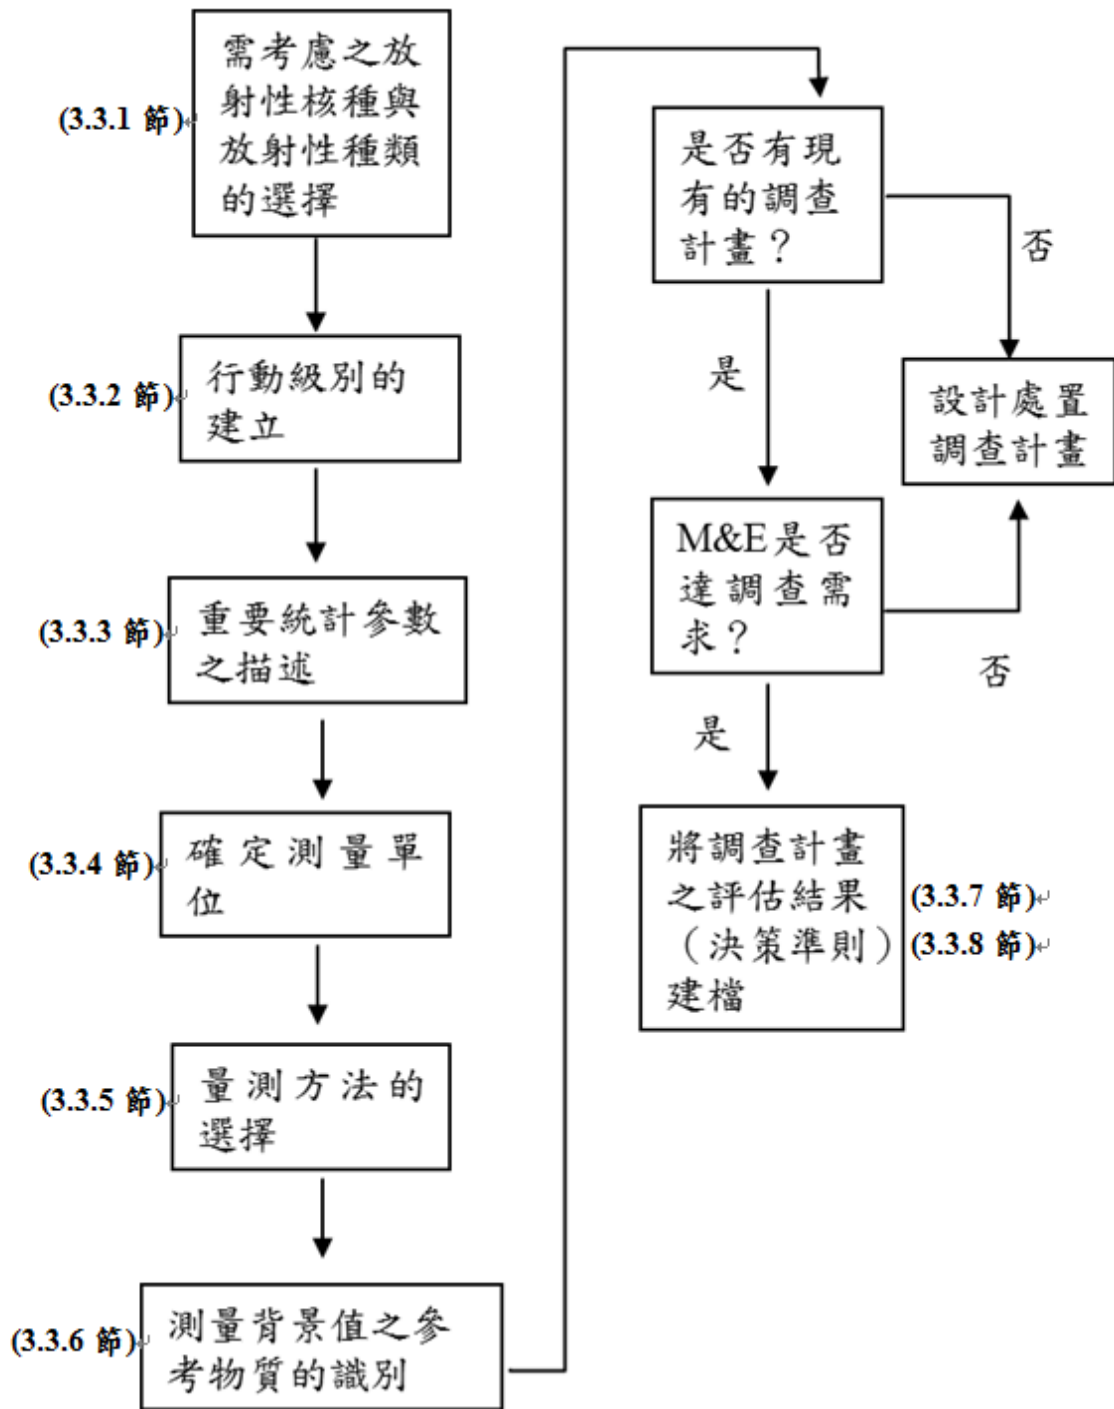 需考慮之放
射性核種與
放射性種類
的選擇
(3.3.1 節)↵
行動級別的
建立
(3.3.2 節)↵
重要統計參數
之描述
(3.3.3 節)↵
確定測量單
位
(3.3.4 節)↵
量測方法的
選擇
(3.3.5 節)↵
測量背景值之參
考物質的識別
(3.3.6 節)↵
是否有現
有的調查
計畫？
否
是
設計處置
調查計畫
M&E是否
達調查需
求？
否
是
將調查計畫
之評估結果
（決策準則）
建檔
(3.3.7 節)↵
(3.3.8 節)↵